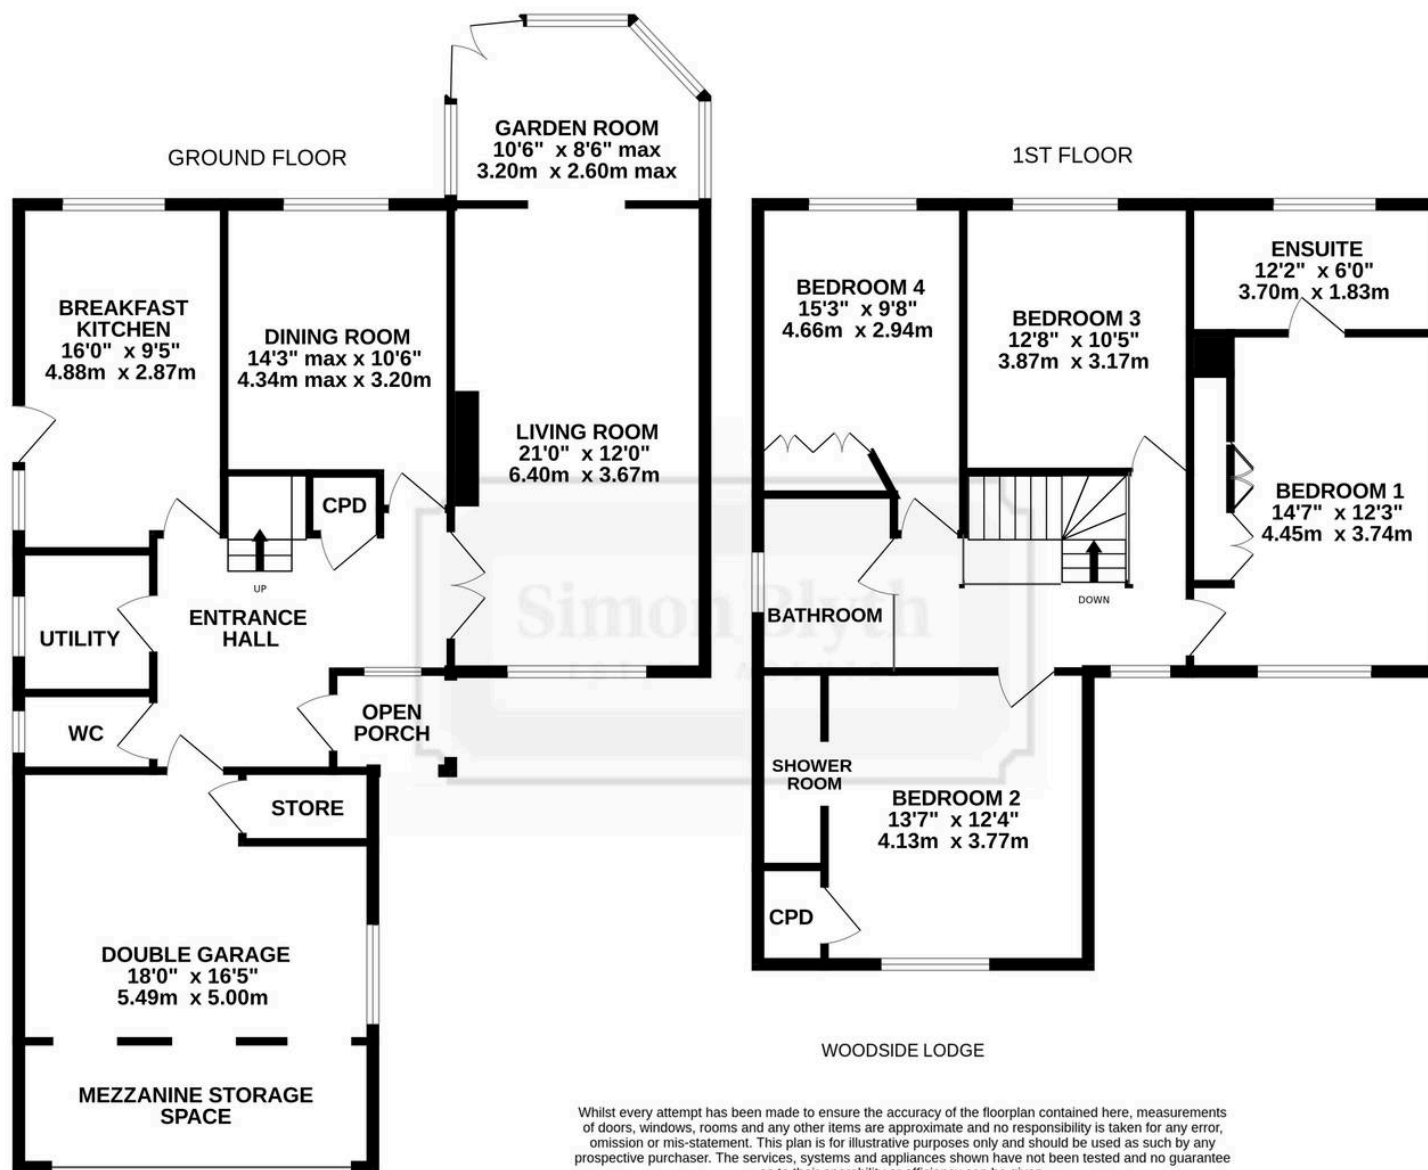 GROUND FLOOR
GARDEN ROOM
10'6" x 8'6" max
3.20m x 2.60m max
BREAKFAST
KITCHEN
16'0" x 9'5"
4.88m x 2.87m
DINING ROOM
14'3" max x 10'6"
4.34m max x 3.20m
LIVING ROOM
21'0" x 12'0"
6.40m x 3.67m
CPD
UP
ENTRANCE
HALL
UTILITY
WC
OPEN
PORCH
STORE
DOUBLE GARAGE
18'0" x 16'5"
5.49m x 5.00m
MEZZANINE STORAGE
SPACE
1ST FLOOR
BEDROOM 4
15'3" x 9'8"
4.66m x 2.94m
BEDROOM 3
12'8" x 10'5"
3.87m x 3.17m
ENSUITE
12'2" x 6'0"
3.70m x 1.83m
BEDROOM 1
14'7" x 12'3"
4.45m x 3.74m
DOWN
BATHROOM
SHOWER
ROOM
BEDROOM 2
13'7" x 12'4"
4.13m x 3.77m
CPD
Simon Blyth
WOODSIDE LODGE
Whilst every attempt has been made to ensure the accuracy of the floorplan contained here, measurements
of doors, windows, rooms and any other items are approximate and no responsibility is taken for any error,
omission or mis-statement. This plan is for illustrative purposes only and should be used as such by any
prospective purchaser. The services, systems and appliances shown have not been tested and no guarantee